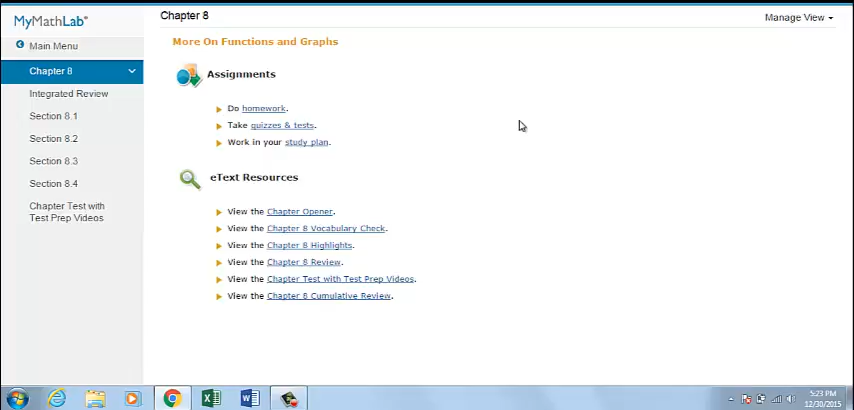 MyMathLab®
Chapter 8
Manage View
Main Menu
Chapter 8
Integrated Review
Section 8.1
Section 8.2
Section 8.3
Section 8.4
Chapter Test with
Test Prep Videos
More On Functions and Graphs
Assignments
Do homework.
Take quizzes & tests.
Work in your study plan.
eText Resources
View the Chapter Opener.
View the Chapter 8 Vocabulary Check.
View the Chapter 8 Highlights.
View the Chapter 8 Review.
View the Chapter Test with Test Prep Videos.
View the Chapter 8 Cumulative Review.
5:23 PM
12/30/2015